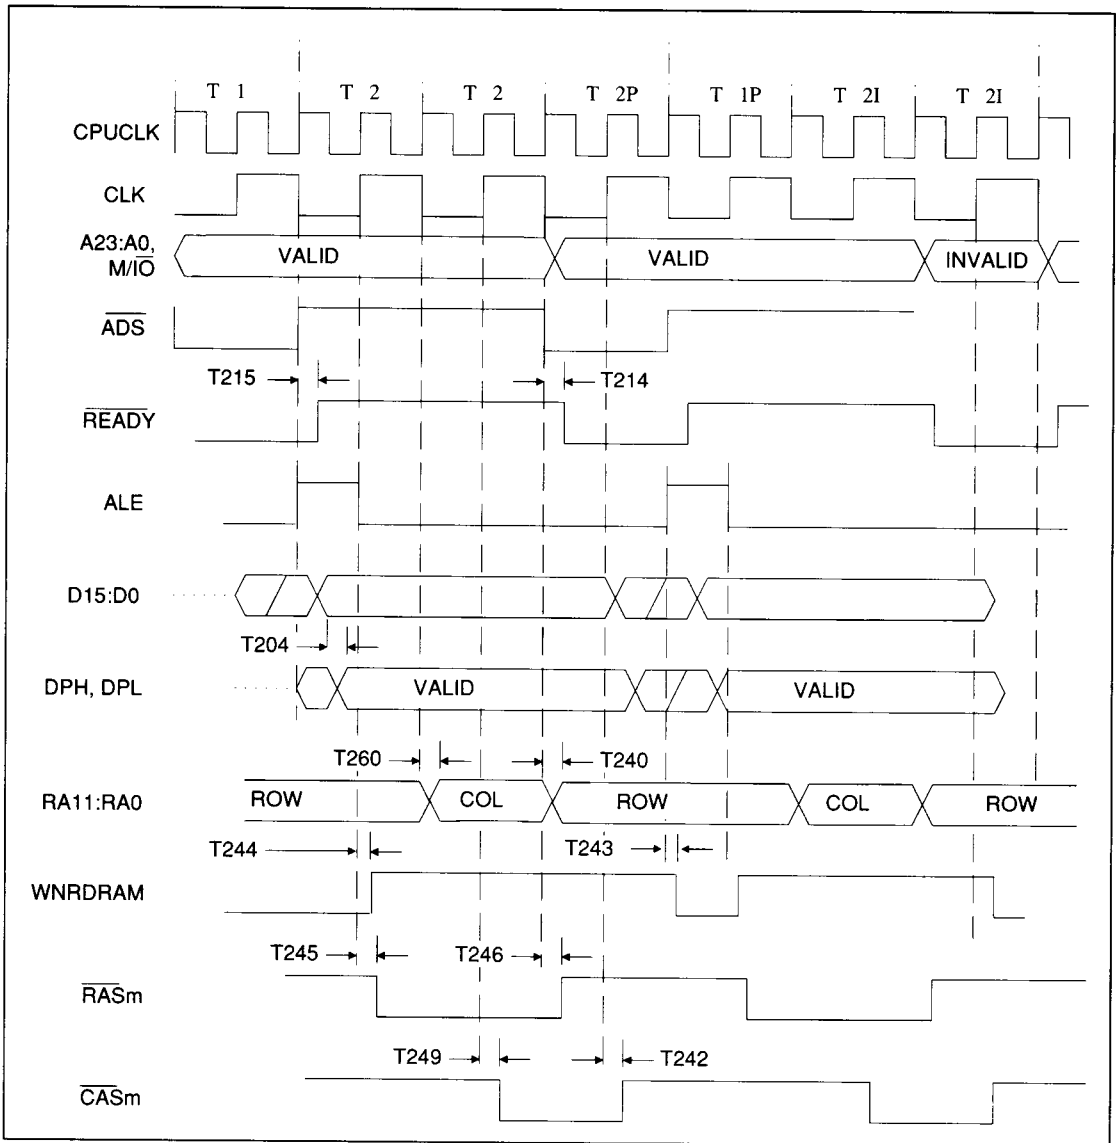 T 1 T 2 T 2 T 2P T 1P T 2I T 2I
CPUCLK
CLK
A23:A0,
M/IO
VALID VALID INVALID
ADS
T215 T214
READY
ALE
D15:D0
T204
DPH, DPL VALID VALID
T260 T240
RA11:RA0 ROW COL ROW COL ROW
T244 T243
WNRDRAM
T245 T246
RASm
T249 T242
CASm